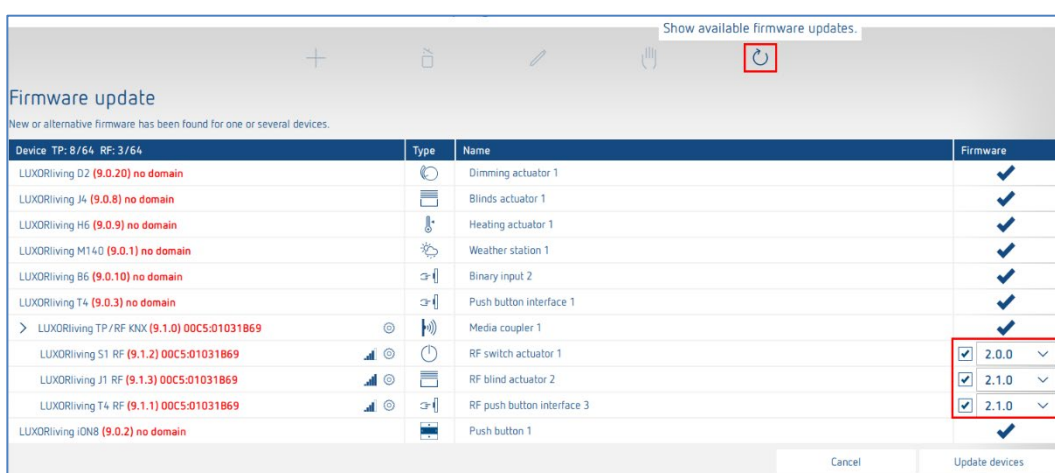 Show available firmware updates.
Firmware update
New or alternative firmware has been found for one or several devices.
Device TP: 8/64 RF: 3/64 Type Name Firmware
LUXORliving D2 (9.0.20) no domain Dimming actuator 1
LUXORliving J4 (9.0.8) no domain Blinds actuator 1
LUXORliving H6 (9.0.9) no domain Heating actuator 1
LUXORliving M140 (9.0.1) no domain Weather station 1
LUXORliving B6 (9.0.10) no domain Binary input 2
LUXORliving T4 (9.0.3) no domain Push button interface 1
LUXORliving TP/RF KNX (9.1.0) 00C5:01031B69 Media coupler 1
LUXORliving S1 RF (9.1.2) 00C5:01031B69 RF switch actuator 1 2.0.0
LUXORliving J1 RF (9.1.3) 00C5:01031B69 RF blind actuator 2 2.1.0
LUXORliving T4 RF (9.1.1) 00C5:01031B69 RF push button interface 3 2.1.0
LUXORliving iON8 (9.0.2) no domain Push button 1
Cancel Update devices